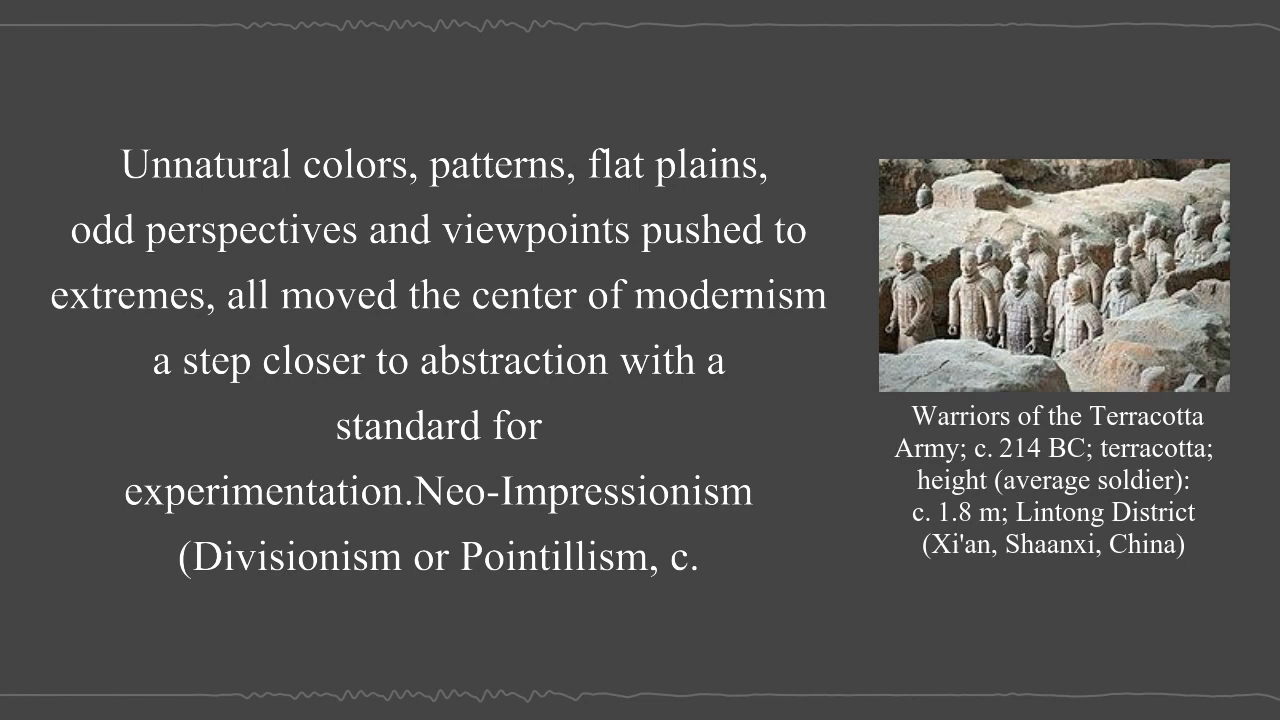 Unnatural colors, patterns, flat plains,
odd perspectives and viewpoints pushed to
extremes, all moved the center of modernism
a step closer to abstraction with a
standard for
experimentation.Neo-Impressionism
(Divisionism or Pointillism, c.
Warriors of the Terracotta
Army; c. 214 BC; terracotta;
height (average soldier):
c. 1.8 m; Lintong District
(Xi'an, Shaanxi, China)